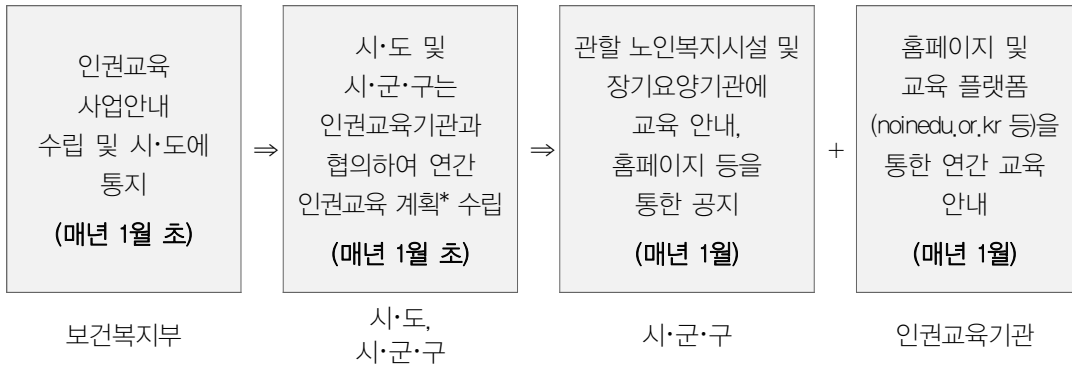 인권교육
사업안내
수립 및 시·도에
통지
(매년 1월 초)
⇒
시·도 및
시·군·구는
인권교육기관과
협의하여 연간
인권교육 계획* 수립
(매년 1월 초)
⇒
관할 노인복지시설 및
장기요양기관에
교육 안내,
홈페이지 등을
통한 공지
(매년 1월)
+
홈페이지 및
교육 플랫폼
(noinedu.or.kr 등)을
통한 연간 교육
안내
(매년 1월)
보건복지부
시·도,
시·군·구
시·군·구
인권교육기관